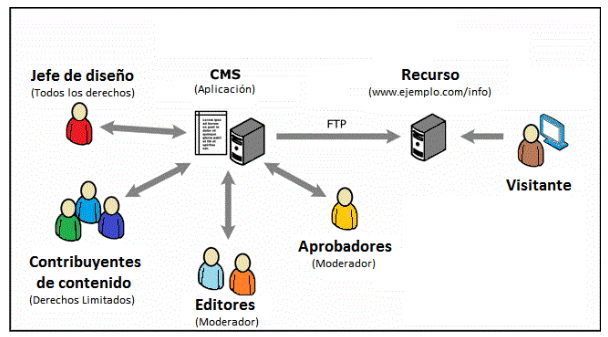 Jefe de diseño
(Todos los derechos)
CMS
(Aplicación)
Recurso
(www.ejemplo.com/info)
FTP
Visitante
Contribuyentes
de contenido
(Derechos Limitados)
Editores
(Moderador)
Aprobadores
(Moderador)